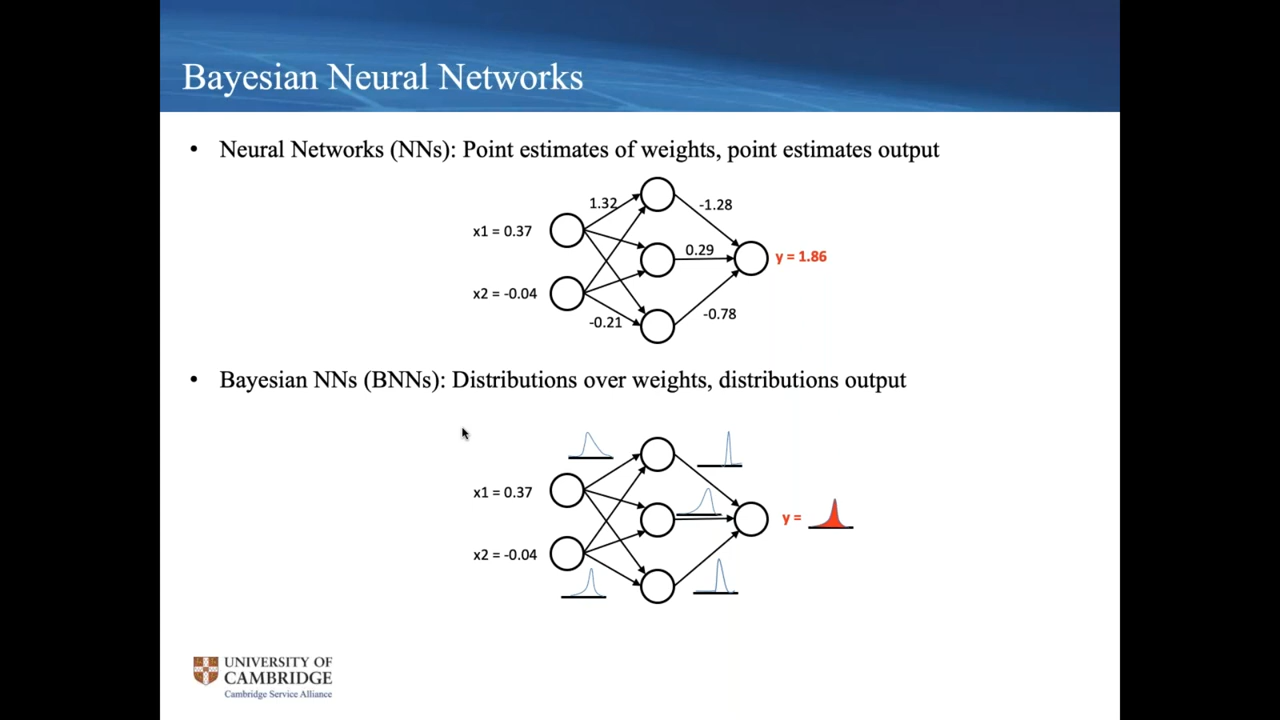 Bayesian Neural Networks
• Neural Networks (NNs): Point estimates of weights, point estimates output
1.32
-1.28
x1 = 0.37
0.29
y = 1.86
x2 = -0.04
-0.21
-0.78
• Bayesian NNs (BNNs): Distributions over weights, distributions output
x1 = 0.37
y =
x2 = -0.04
UNIVERSITY OF
CAMBRIDGE
Cambridge Service Alliance